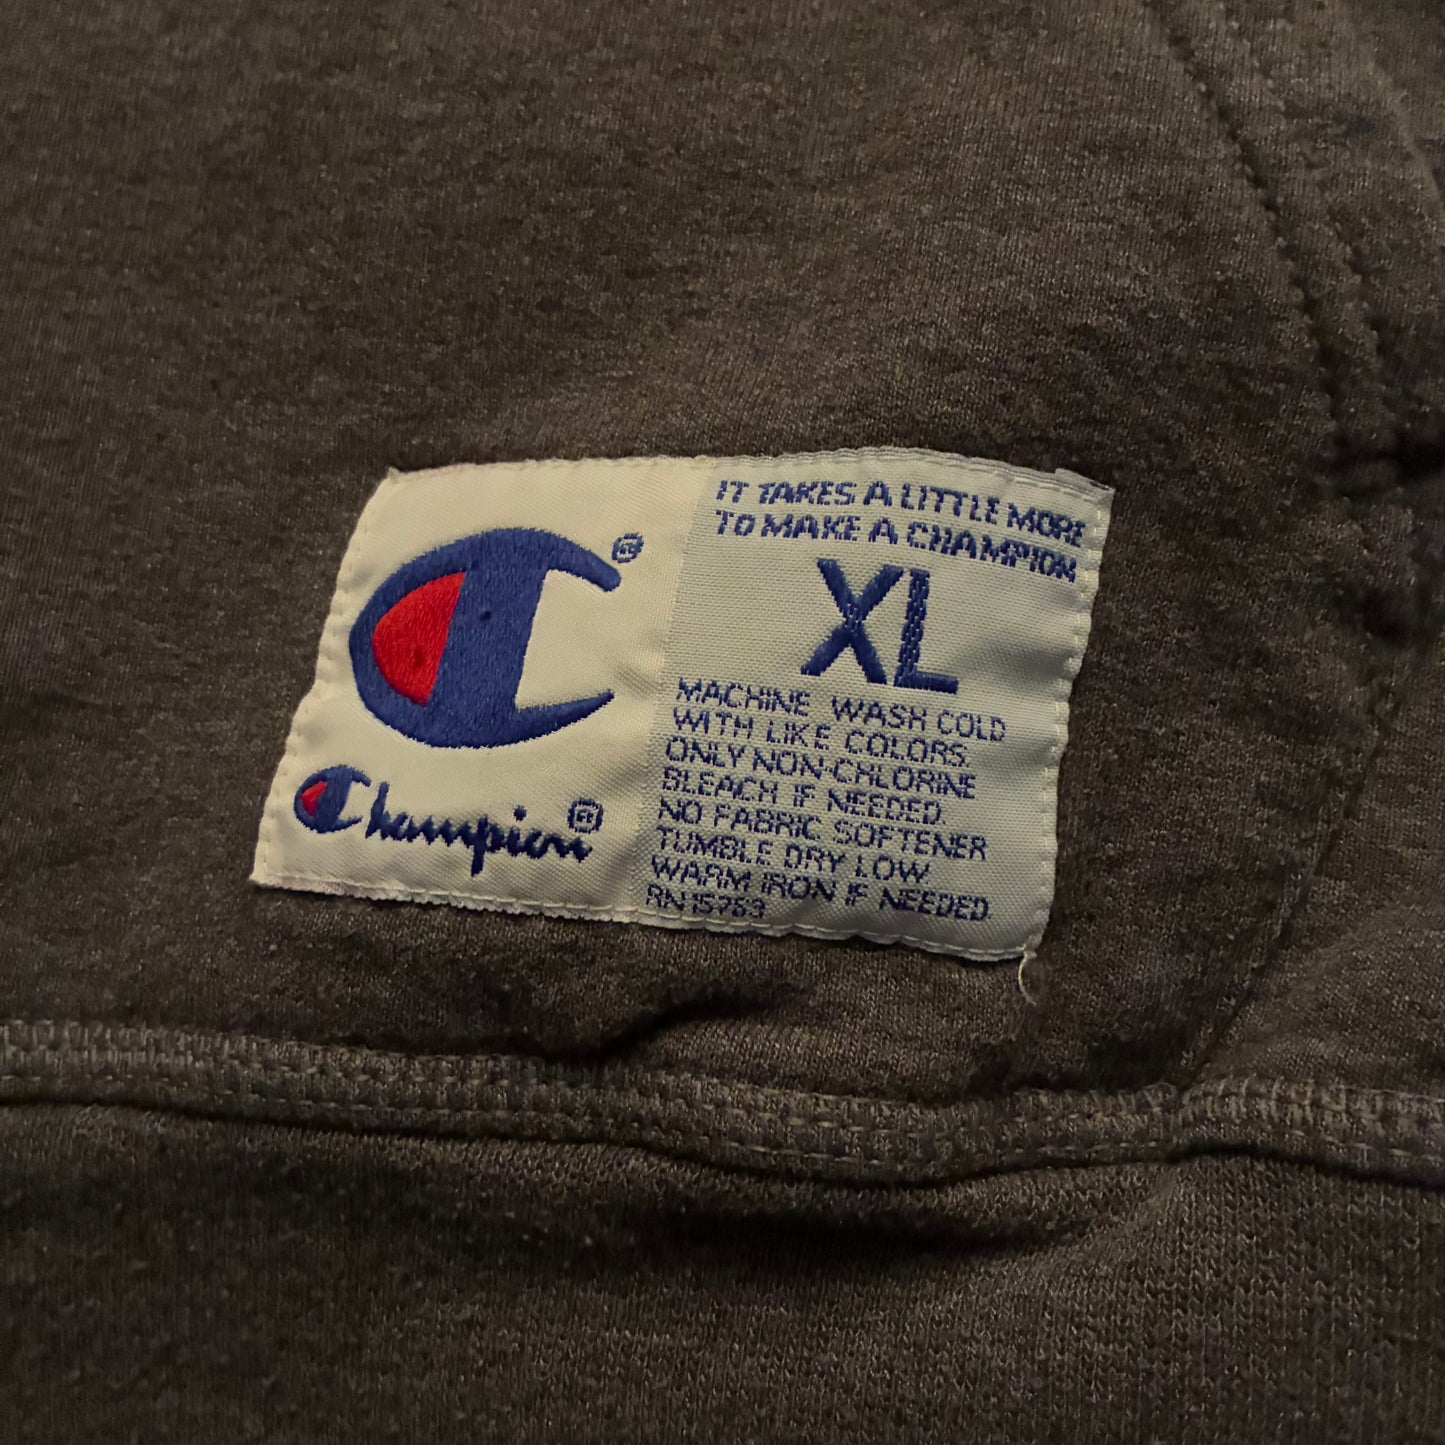 Champion®
IT TAKES A LITTLE MORE
TO MAKE A CHAMPION
XL
MACHINE WASH COLD
WITH LIKE COLORS.
ONLY NON-CHLORINE
BLEACH IF NEEDED.
NO FABRIC SOFTENER
TUMBLE DRY LOW.
WARM IRON IF NEEDED.
RN 15763